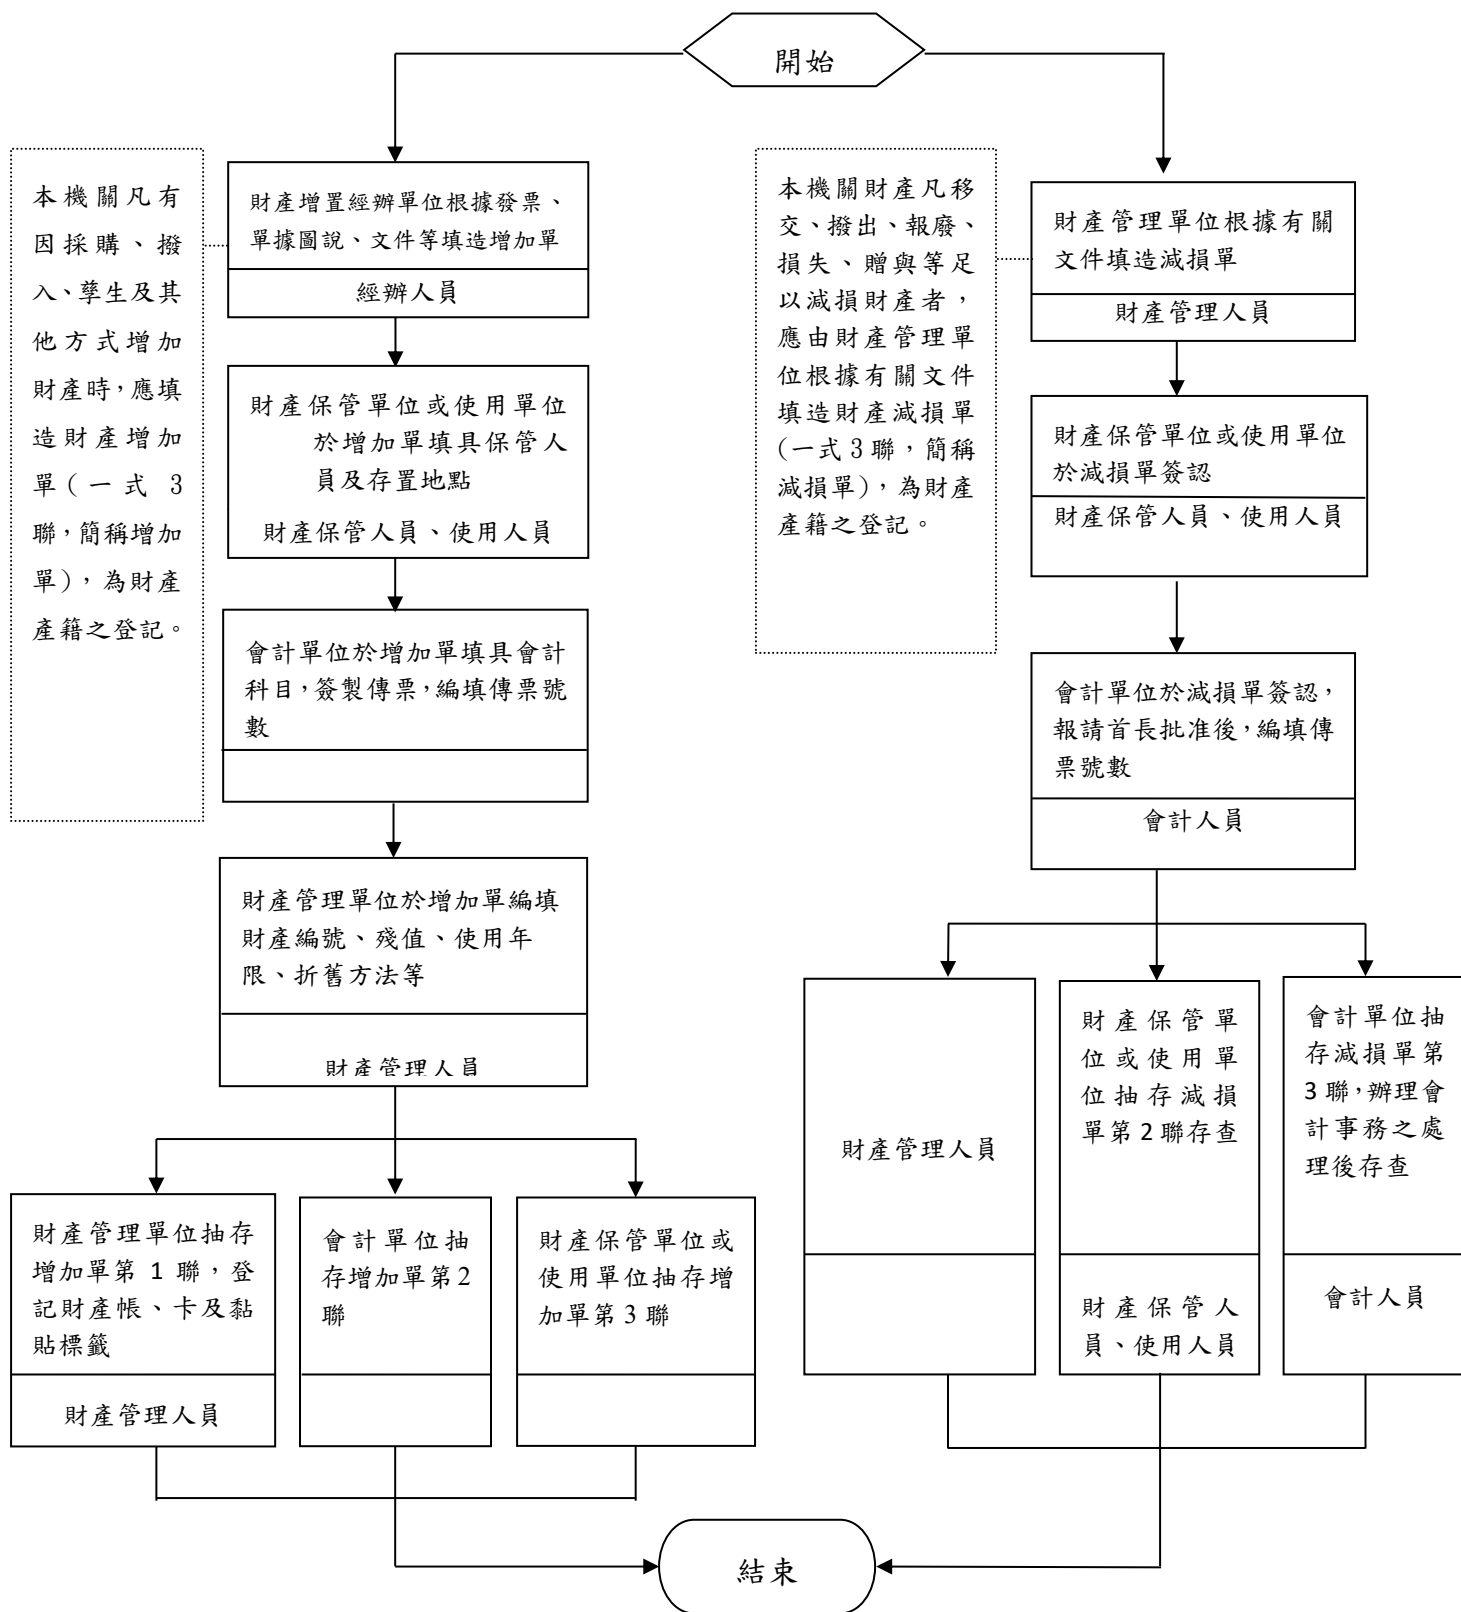 開始
本機關凡有
因採購、撥
入、孳生及其
他方式增加
財產時，應填
造財產增加
單（一式 3
聯，簡稱增加
單），為財產
產籍之登記。
財產增置經辦單位根據發票、
單據圖說、文件等填造增加單
經辦人員
財產保管單位或使用單位
於增加單填具保管人
員及存置地點
財產保管人員、使用人員
會計單位於增加單填具會計
科目，簽製傳票，編填傳票號
數
財產管理單位於增加單編填
財產編號、殘值、使用年
限、折舊方法等
財產管理人員
財產管理單位抽存
增加單第 1 聯，登
記財產帳、卡及黏
貼標籤
財產管理人員
會計單位抽
存增加單第2
聯
財產保管單位或
使用單位抽存增
加單第3聯
本機關財產凡移
交、撥出、報廢、
損失、贈與等足
以減損財產者，
應由財產管理單
位根據有關文件
填造財產減損單
（一式3聯，簡稱
減損單），為財產
產籍之登記。
財產管理單位根據有關
文件填造減損單
財產管理人員
財產保管單位或使用單位
於減損單簽認
財產保管人員、使用人員
會計單位於減損單簽認，
報請首長批准後，編填傳
票號數
會計人員
財產管理人員
財產保管單
位或使用單
位抽存減損
單第2聯存查
財產保管人
員、使用人員
會計單位抽
存減損單第
3聯，辦理會
計事務之處
理後存查
會計人員
結束